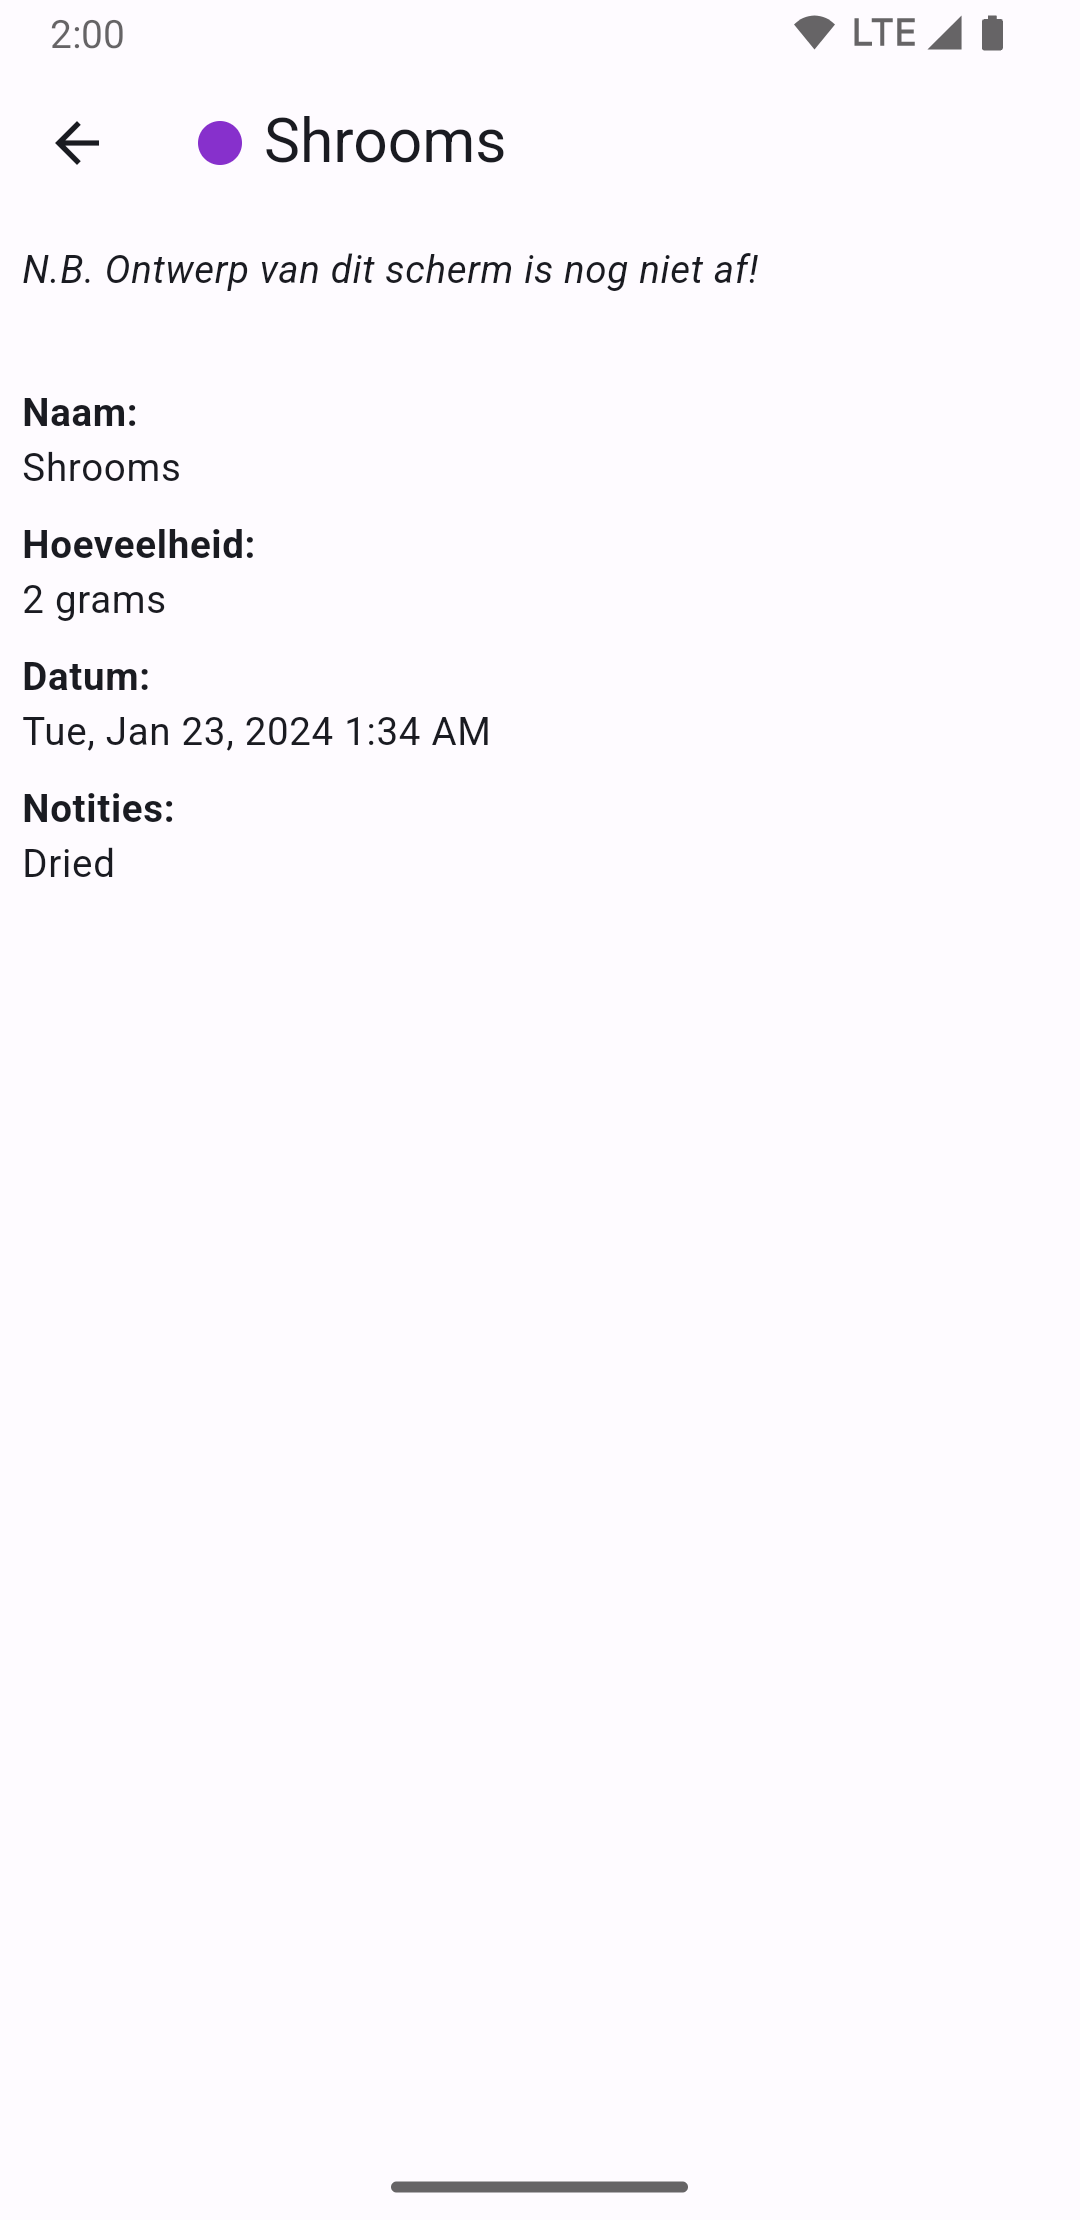 2:00
LTE
Shrooms
N.B. Ontwerp van dit scherm is nog niet af!
Naam:
Shrooms
Hoeveelheid:
2 grams
Datum:
Tue, Jan 23, 2024 1:34 AM
Notities:
Dried